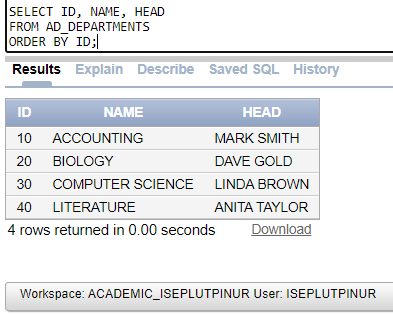 SELECT ID, NAME, HEAD
FROM AD_DEPARTMENTS
ORDER BY ID;
Results Explain Describe Saved SQL History
ID NAME HEAD
10 ACCOUNTING MARK SMITH
20 BIOLOGY DAVE GOLD
30 COMPUTER SCIENCE LINDA BROWN
40 LITERATURE ANITA TAYLOR
4 rows returned in 0.00 seconds Download
Workspace: ACADEMIC_ISEPLUTPINUR User: ISEPLUTPINUR